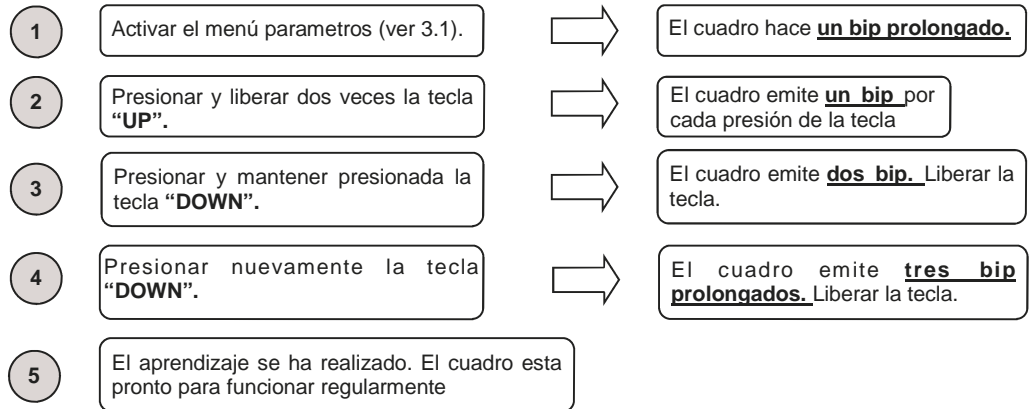 1
Activar el menú parametros (ver 3.1).
El cuadro hace un bip prolongado.
2
Presionar y liberar dos veces la tecla
“UP”.
El cuadro emite un bip por
cada presión de la tecla
3
Presionar y mantener presionada la
tecla “DOWN”.
El cuadro emite dos bip. Liberar la
tecla.
4
Presionar nuevamente la tecla
“DOWN”.
El cuadro emite tres bip
prolongados. Liberar la tecla.
5
El aprendizaje se ha realizado. El cuadro esta
pronto para funcionar regularmente